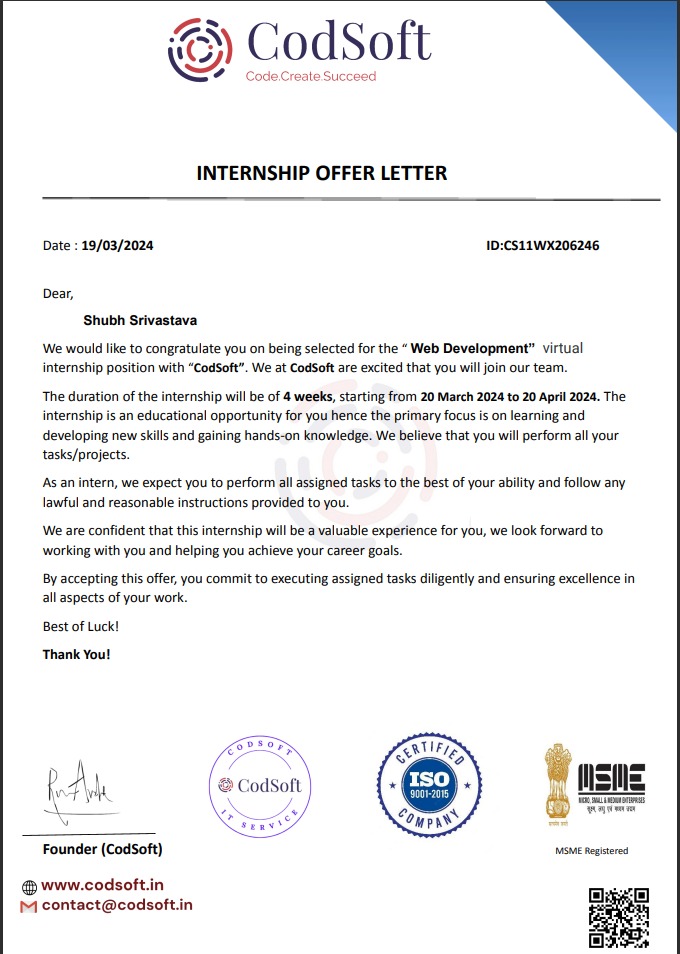 CodSoft
Code.Create.Succeed
INTERNSHIP OFFER LETTER
Date : 19/03/2024 ID:CS11WX206246
Dear,
Shubh Srivastava
We would like to congratulate you on being selected for the “ Web Development” virtual
internship position with “CodSoft”. We at CodSoft are excited that you will join our team.
The duration of the internship will be of 4 weeks, starting from 20 March 2024 to 20 April 2024. The
internship is an educational opportunity for you hence the primary focus is on learning and
developing new skills and gaining hands-on knowledge. We believe that you will perform all your
tasks/projects.
As an intern, we expect you to perform all assigned tasks to the best of your ability and follow any
lawful and reasonable instructions provided to you.
We are confident that this internship will be a valuable experience for you, we look forward to
working with you and helping you achieve your career goals.
By accepting this offer, you commit to executing assigned tasks diligently and ensuring excellence in
all aspects of your work.
Best of Luck!
Thank You!
CODSOFT
CodSoft
IT SERVICE
CERTIFIED
ISO
9001-2015
COMPANY
MSME
MICRO, SMALL & MEDIUM ENTERPRISES
सूक्ष्म, लघु एवं मध्यम उद्यम
Founder (CodSoft)
MSME Registered
www.codsoft.in
contact@codsoft.in